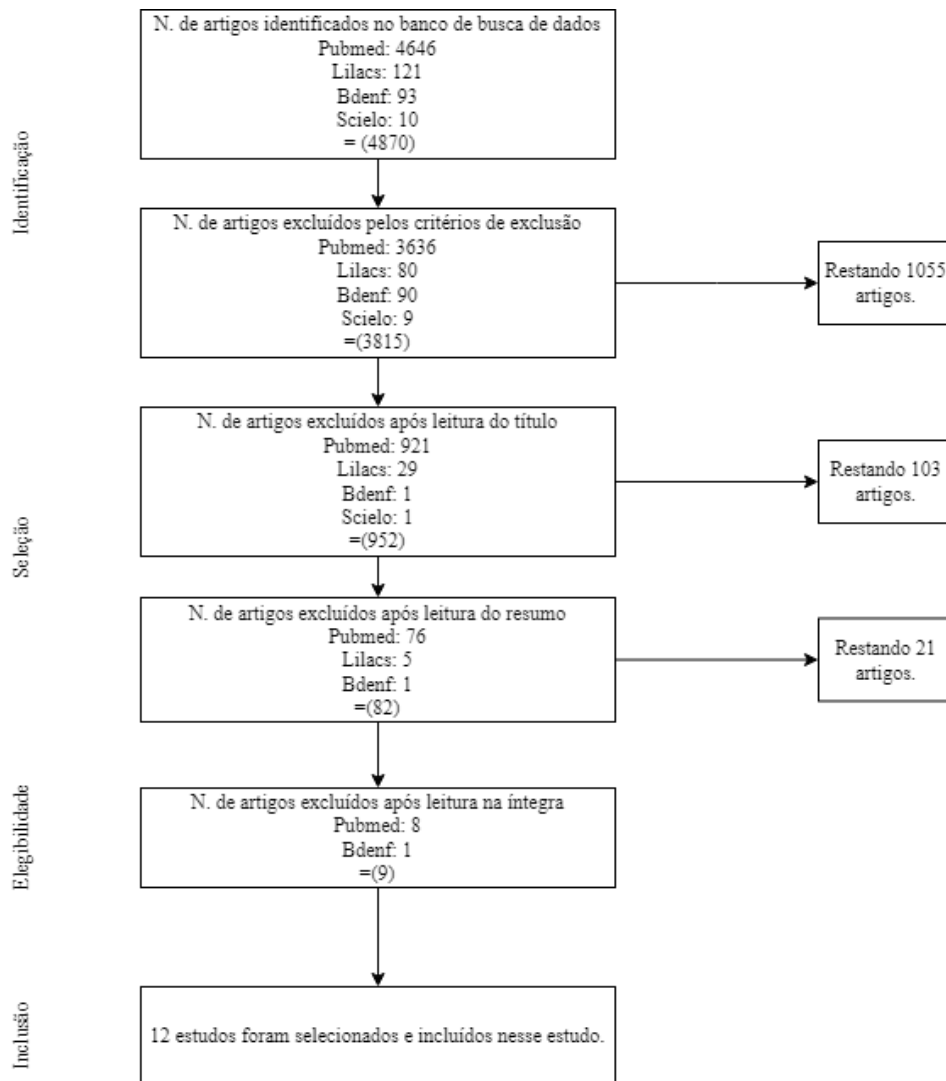 Identificação
N. de artigos identificados no banco de busca de dados
Pubmed: 4646
Lilacs: 121
Bdenf: 93
Scielo: 10
= (4870)
N. de artigos excluídos pelos critérios de exclusão
Pubmed: 3636
Lilacs: 80
Bdenf: 90
Scielo: 9
=(3815)
Restando 1055
artigos.
Seleção
N. de artigos excluídos após leitura do título
Pubmed: 921
Lilacs: 29
Bdenf: 1
Scielo: 1
=(952)
Restando 103
artigos.
N. de artigos excluídos após leitura do resumo
Pubmed: 76
Lilacs: 5
Bdenf: 1
=(82)
Restando 21
artigos.
Elegibilidade
N. de artigos excluídos após leitura na íntegra
Pubmed: 8
Bdenf: 1
=(9)
Inclusão
12 estudos foram selecionados e incluídos nesse estudo.